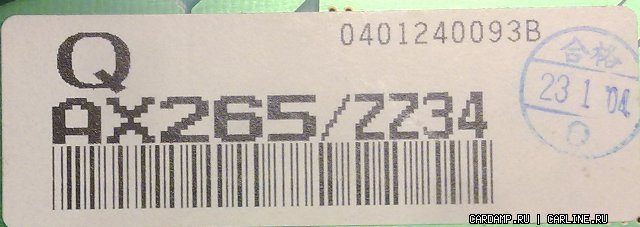 Q
0401240093B
AX265/ZZ34
合格
23 1 '04
CARDAMP.RU | CARLINE.RU